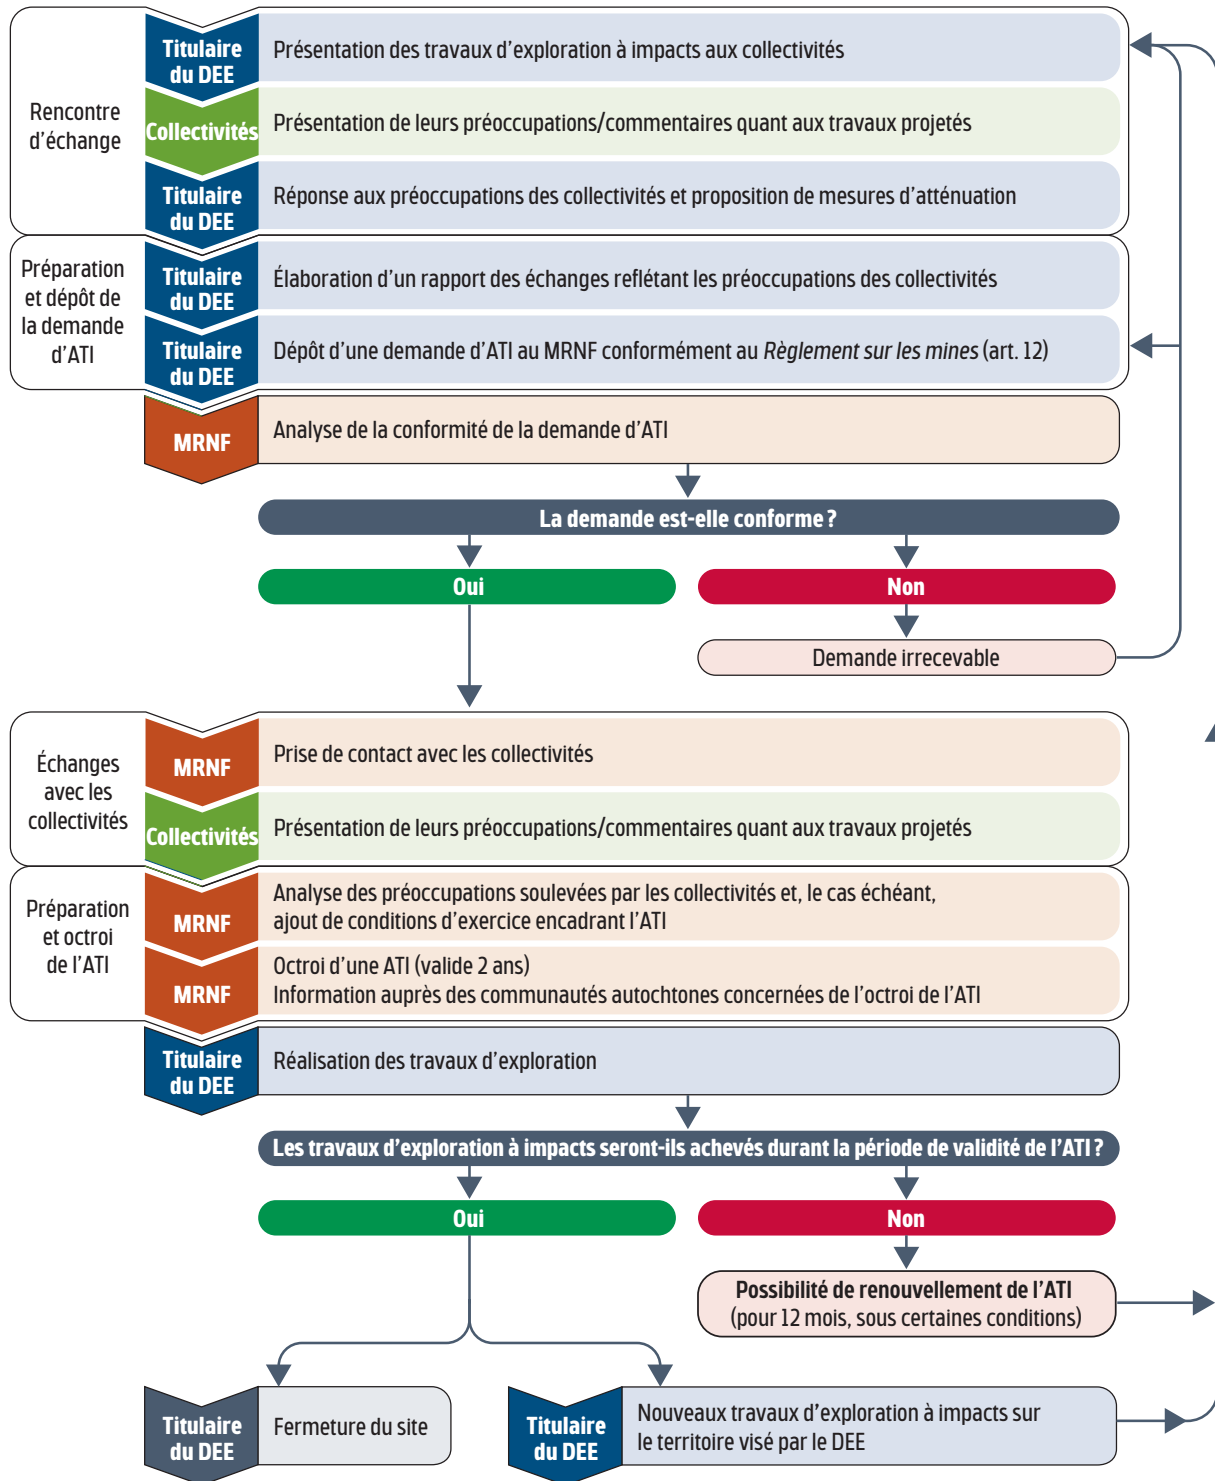 Rencontre
d’échange
Titulaire
du DEE
Présentation des travaux d’exploration à impacts aux collectivités
Collectivités
Présentation de leurs préoccupations/commentaires quant aux travaux projetés
Titulaire
du DEE
Réponse aux préoccupations des collectivités et proposition de mesures d’atténuation
Préparation
et dépôt de
la demande
d’ATI
Titulaire
du DEE
Élaboration d’un rapport des échanges reflétant les préoccupations des collectivités
Titulaire
du DEE
Dépôt d’une demande d’ATI au MRNF conformément au Règlement sur les mines (art. 12)
MRNF
Analyse de la conformité de la demande d’ATI
La demande est-elle conforme ?
Oui
Non
Demande irrecevable
Échanges
avec les
collectivités
MRNF
Prise de contact avec les collectivités
Collectivités
Présentation de leurs préoccupations/commentaires quant aux travaux projetés
Préparation
et octroi
de l’ATI
MRNF
Analyse des préoccupations soulevées par les collectivités et, le cas échéant,
ajout de conditions d’exercice encadrant l’ATI
MRNF
Octroi d’une ATI (valide 2 ans)
Information auprès des communautés autochtones concernées de l’octroi de l’ATI
Titulaire
du DEE
Réalisation des travaux d’exploration
Les travaux d’exploration à impacts seront-ils achevés durant la période de validité de l’ATI ?
Oui
Non
Possibilité de renouvellement de l’ATI
(pour 12 mois, sous certaines conditions)
Titulaire
du DEE
Fermeture du site
Titulaire
du DEE
Nouveaux travaux d’exploration à impacts sur
le territoire visé par le DEE